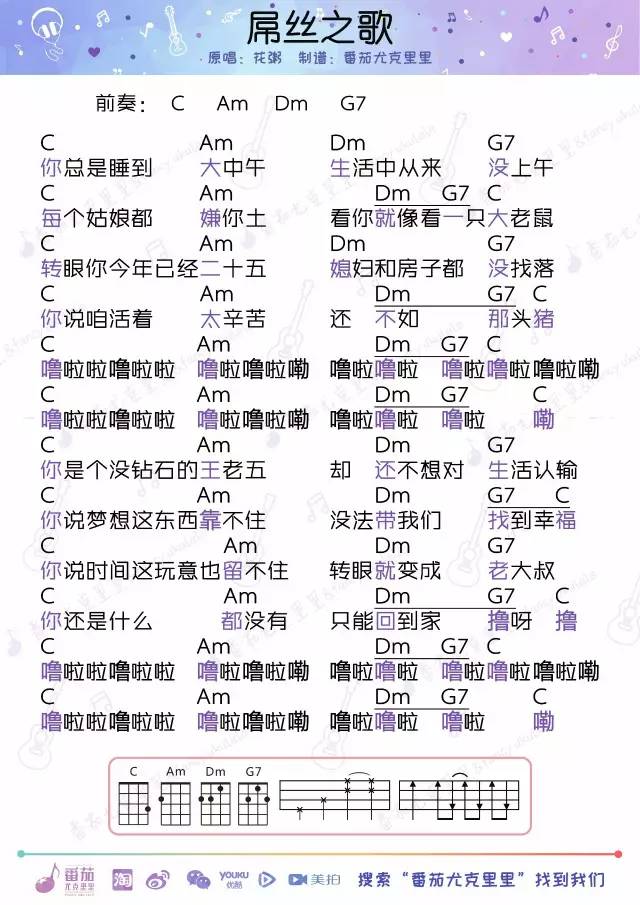 屌丝之歌
原唱：花粥 制谱：番茄尤克里里
前奏： C Am Dm G7
C Am Dm G7
你总是睡到 大中午 生活中从来 没上午
C Am Dm G7 C
每个姑娘都 嫌你土 看你就像看一只大老鼠
C Am Dm G7
转眼你今年已经二十五 媳妇和房子都 没找落
C Am Dm G7 C
你说咱活着 太辛苦 还 不如 那头猪
C Am Dm G7 C
噜啦啦噜啦啦 噜啦噜啦嘞 噜啦噜啦 噜啦噜啦噜啦嘞
C Am Dm G7 C
噜啦啦噜啦啦 噜啦噜啦嘞 噜啦噜啦 噜啦 嘞
C Am Dm G7
你是个没钻石的王老五 却 还不想对 生活认输
C Am Dm G7 C
你说梦想这东西靠不住 没法带我们 找到幸福
C Am Dm G7
你说时间这玩意也留不住 转眼就变成 老大叔
C Am Dm G7 C
你还是什么 都没有 只能回到家 撸呀 撸
C Am Dm G7 C
噜啦啦噜啦啦 噜啦噜啦嘞 噜啦噜啦 噜啦噜啦噜啦嘞
C Am Dm G7 C
噜啦啦噜啦啦 噜啦噜啦嘞 噜啦噜啦 噜啦 嘞
C Am Dm G7
番茄 尤克里里 淘 YOUKU 优酷 美拍 搜索“番茄尤克里里”找到我们